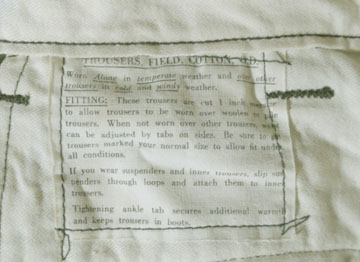 TROUSERS, FIELD, COTTON, O.D.
Worn Alone in temperate weather and over other
trousers in cold and windy weather.
FITTING: These trousers are cut 1 inch
to allow trousers to be worn over woolen
trousers. When not worn over other trousers,
can be adjusted by tabs on sides. Be sure
trousers marked your normal size to allow fit under
all conditions.
If you wear suspenders and inner trousers, slip sus-
penders through loops and attach them to inner
trousers.
Tightening ankle tab secures additional warmth
and keeps trousers in boots.